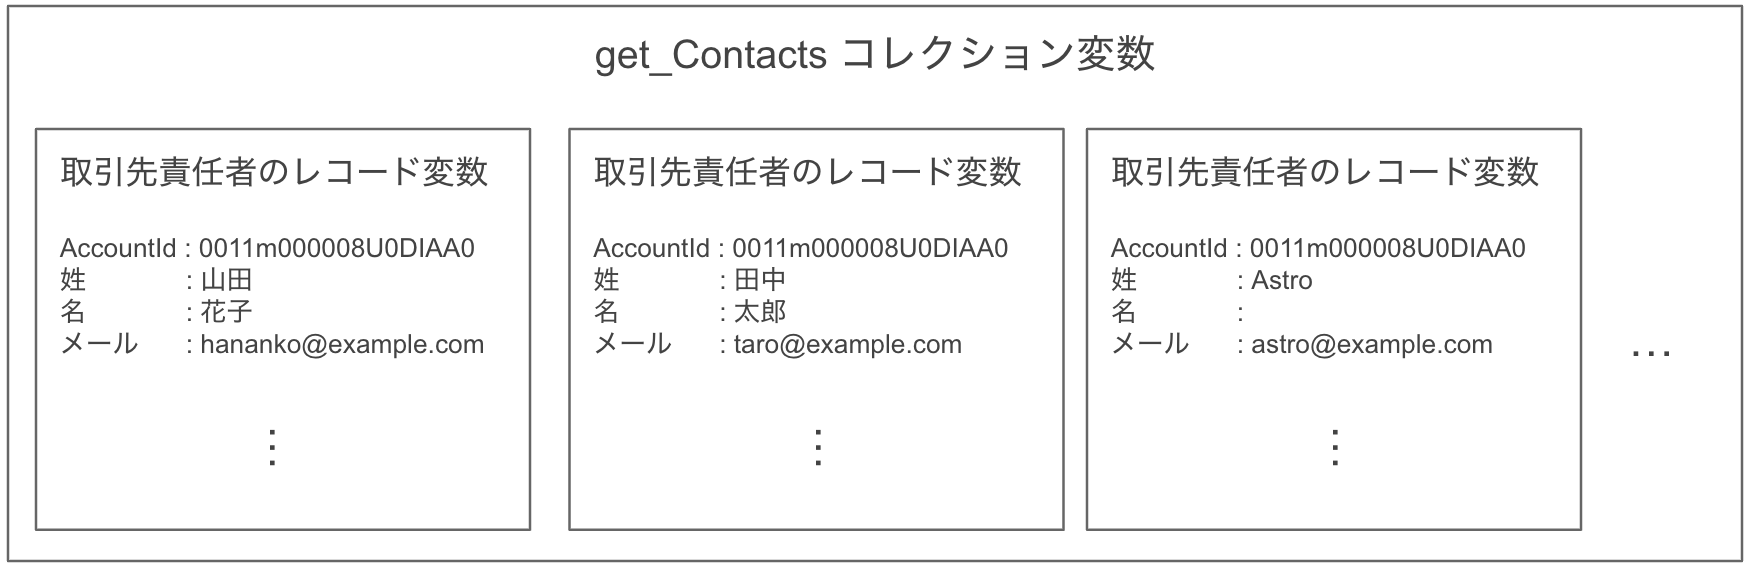 get_Contacts コレクション変数
取引先責任者のレコード変数
AccountId : 0011m000008U0DIAA0
姓 : 山田
名 : 花子
メール : hananko@example.com
⋮
取引先責任者のレコード変数
AccountId : 0011m000008U0DIAA0
姓 : 田中
名 : 太郎
メール : taro@example.com
⋮
取引先責任者のレコード変数
AccountId : 0011m000008U0DIAA0
姓 : Astro
名 :
メール : astro@example.com
⋮
…